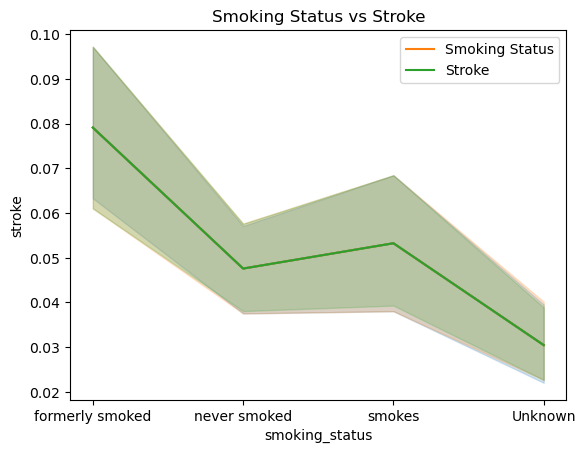 Smoking Status vs Stroke
Smoking Status
Stroke
stroke
0.10
0.09
0.08
0.07
0.06
0.05
0.04
0.03
0.02
formerly smoked
never smoked
smokes
Unknown
smoking_status